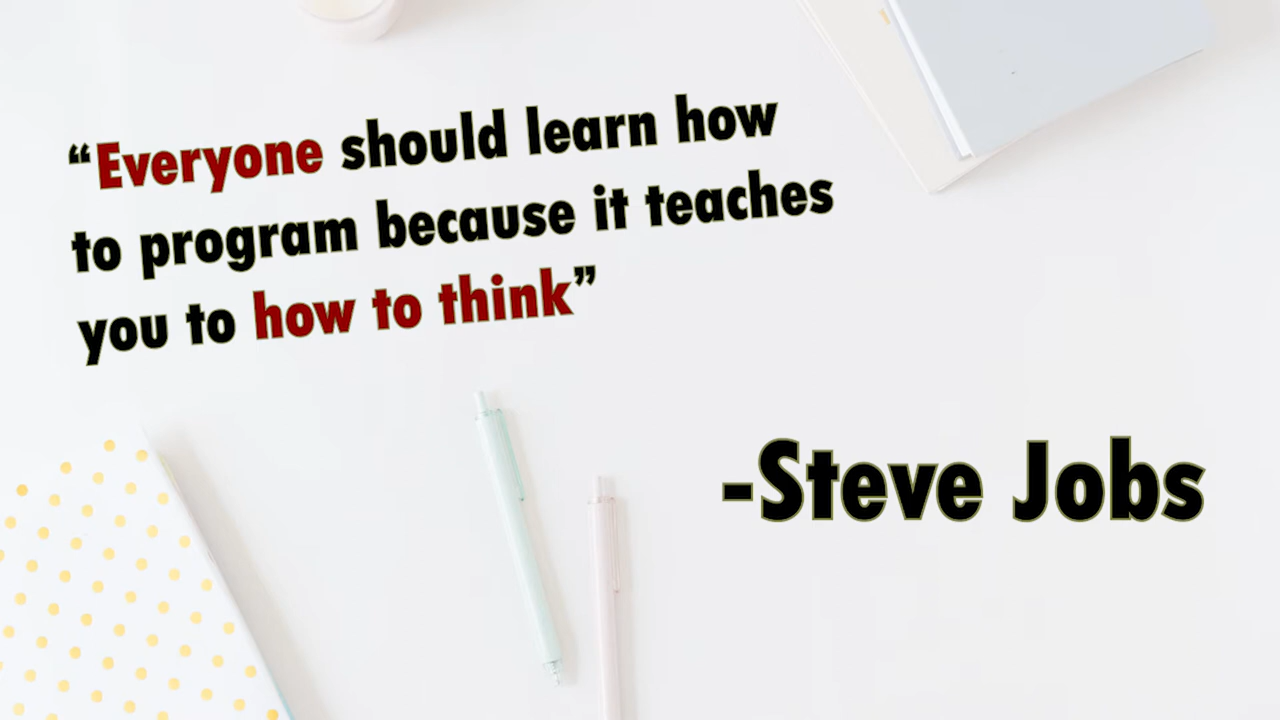 “Everyone should learn how
to program because it teaches
you to how to think”
-Steve Jobs